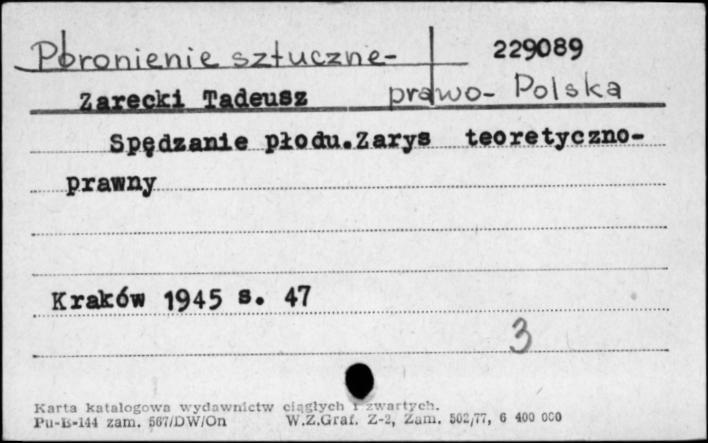 Poronienie sztuczne- 229089
Zarecki Tadeusz prawo- Polska
Spędzanie płodu.Zarys teoretyczno-
prawny
Kraków 1945 s. 47
3
Karta katalogowa wydawnictw ciągłych i zwartych.
Pu-B-144 zam. 567/DW/On W.Z.Graf. Z-2, Zam. 502/77, 6 400 000